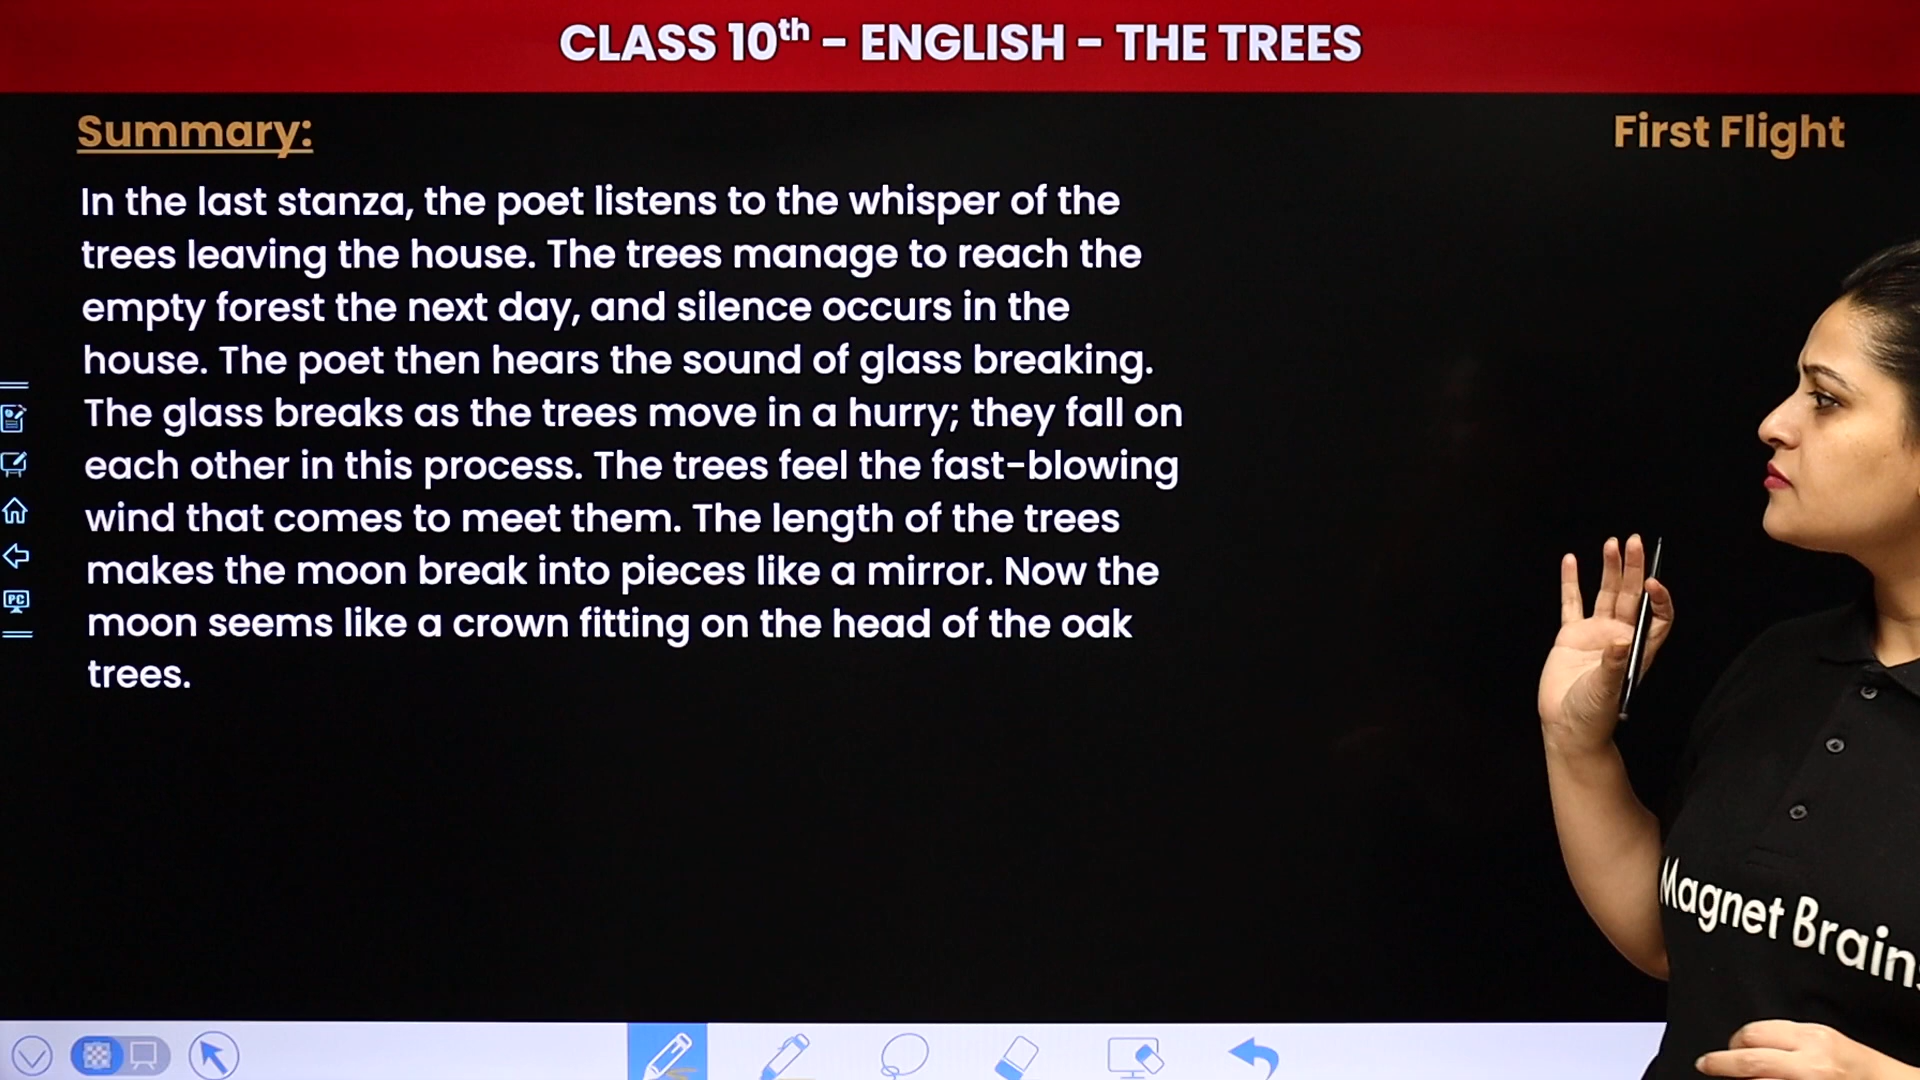 CLASS 10th - ENGLISH - THE TREES
Summary:
First Flight
In the last stanza, the poet listens to the whisper of the
trees leaving the house. The trees manage to reach the
empty forest the next day, and silence occurs in the
house. The poet then hears the sound of glass breaking.
The glass breaks as the trees move in a hurry; they fall on
each other in this process. The trees feel the fast-blowing
wind that comes to meet them. The length of the trees
makes the moon break into pieces like a mirror. Now the
moon seems like a crown fitting on the head of the oak
trees.
PC
Magnet Brains